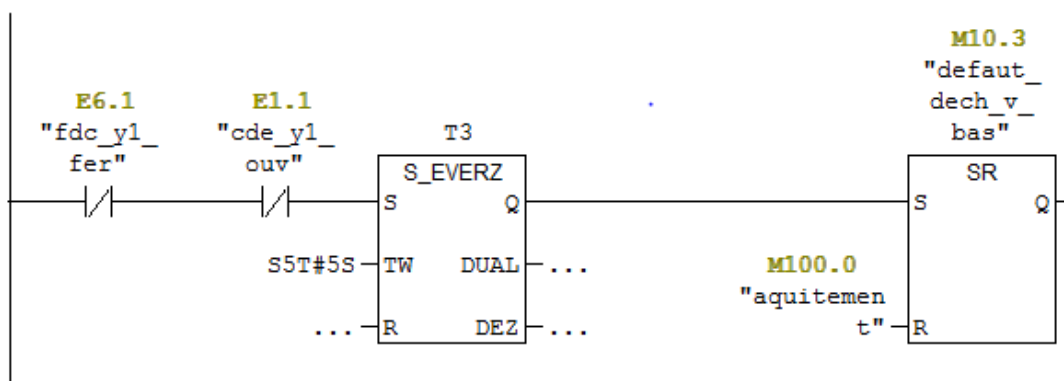 M10.3
"defaut_
dech_v_
bas"
E6.1
"fdc_y1_
fer"
E1.1
"cde_y1_
ouv"
T3
S_EVERZ
SR
S Q
S Q
S5T#5S TW DUAL ...
M100.0
"aquitemen
t" R
... R DEZ ...